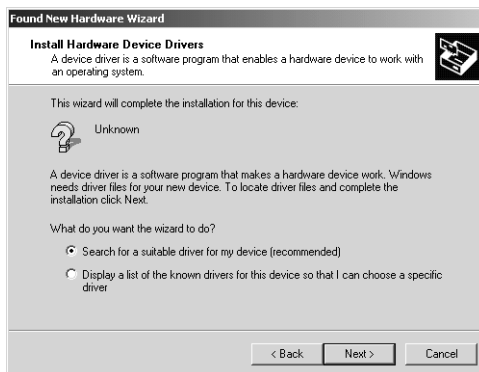 Found New Hardware Wizard
Install Hardware Device Drivers
A device driver is a software program that enables a hardware device to work with
an operating system.
This wizard will complete the installation for this device:
Unknown
A device driver is a software program that makes a hardware device work. Windows
needs driver files for your new device. To locate driver files and complete the
installation click Next.
What do you want the wizard to do?
Search for a suitable driver for my device (recommended)
Display a list of the known drivers for this device so that I can choose a specific
driver
< Back
Next >
Cancel